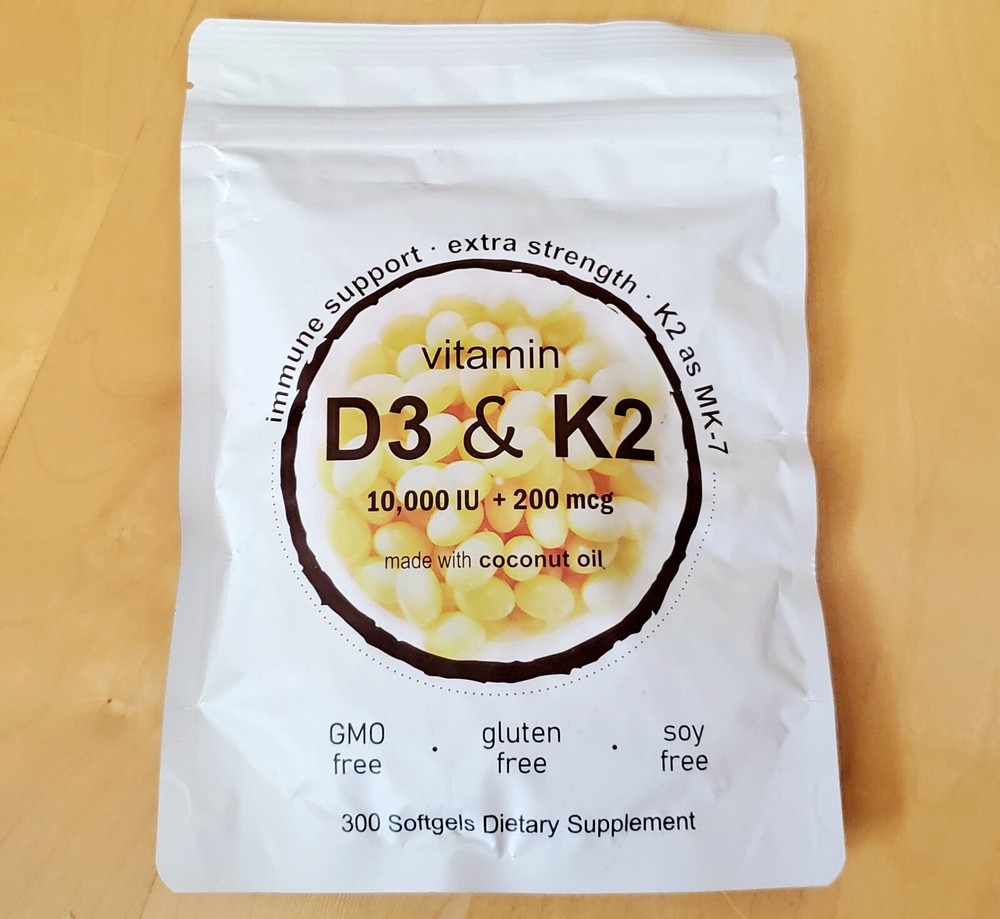 immune support · extra strength · K2 as MK-7
vitamin
D3 & K2
10,000 IU + 200 mcg
made with coconut oil
GMO free · gluten free · soy free
300 Softgels Dietary Supplement